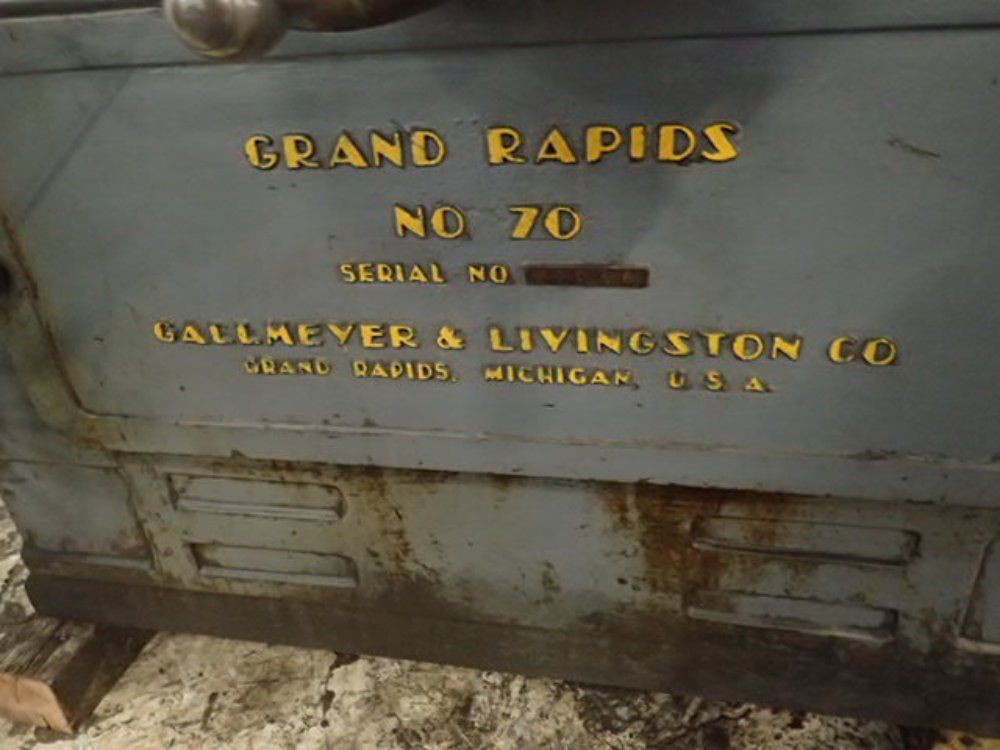 GRAND RAPIDS
NO 70
SERIAL NO
GALLMEYER & LIVINGSTON CO
GRAND RAPIDS, MICHIGAN, U.S.A.